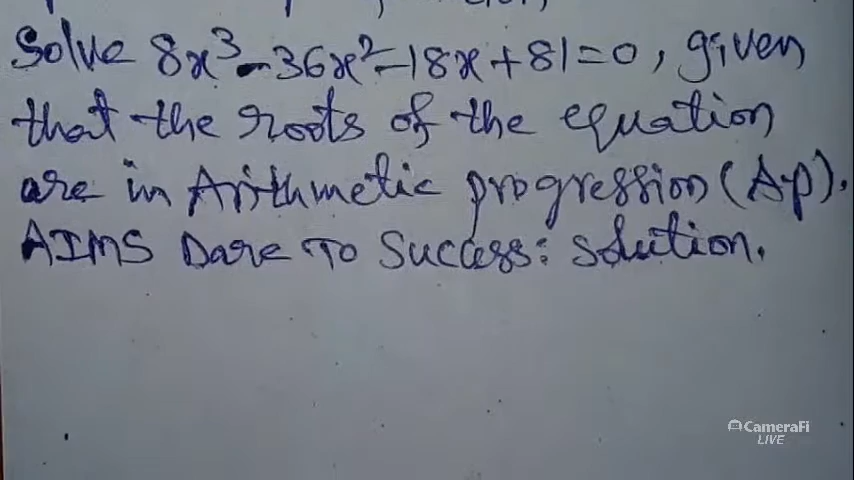 Solve 8x³-36x²-18x+81=0, given
that the roots of the equation
are in Arithmetic progression (A.p).
AIMS Dare To Success: Solution.
CameraFi
LIVE